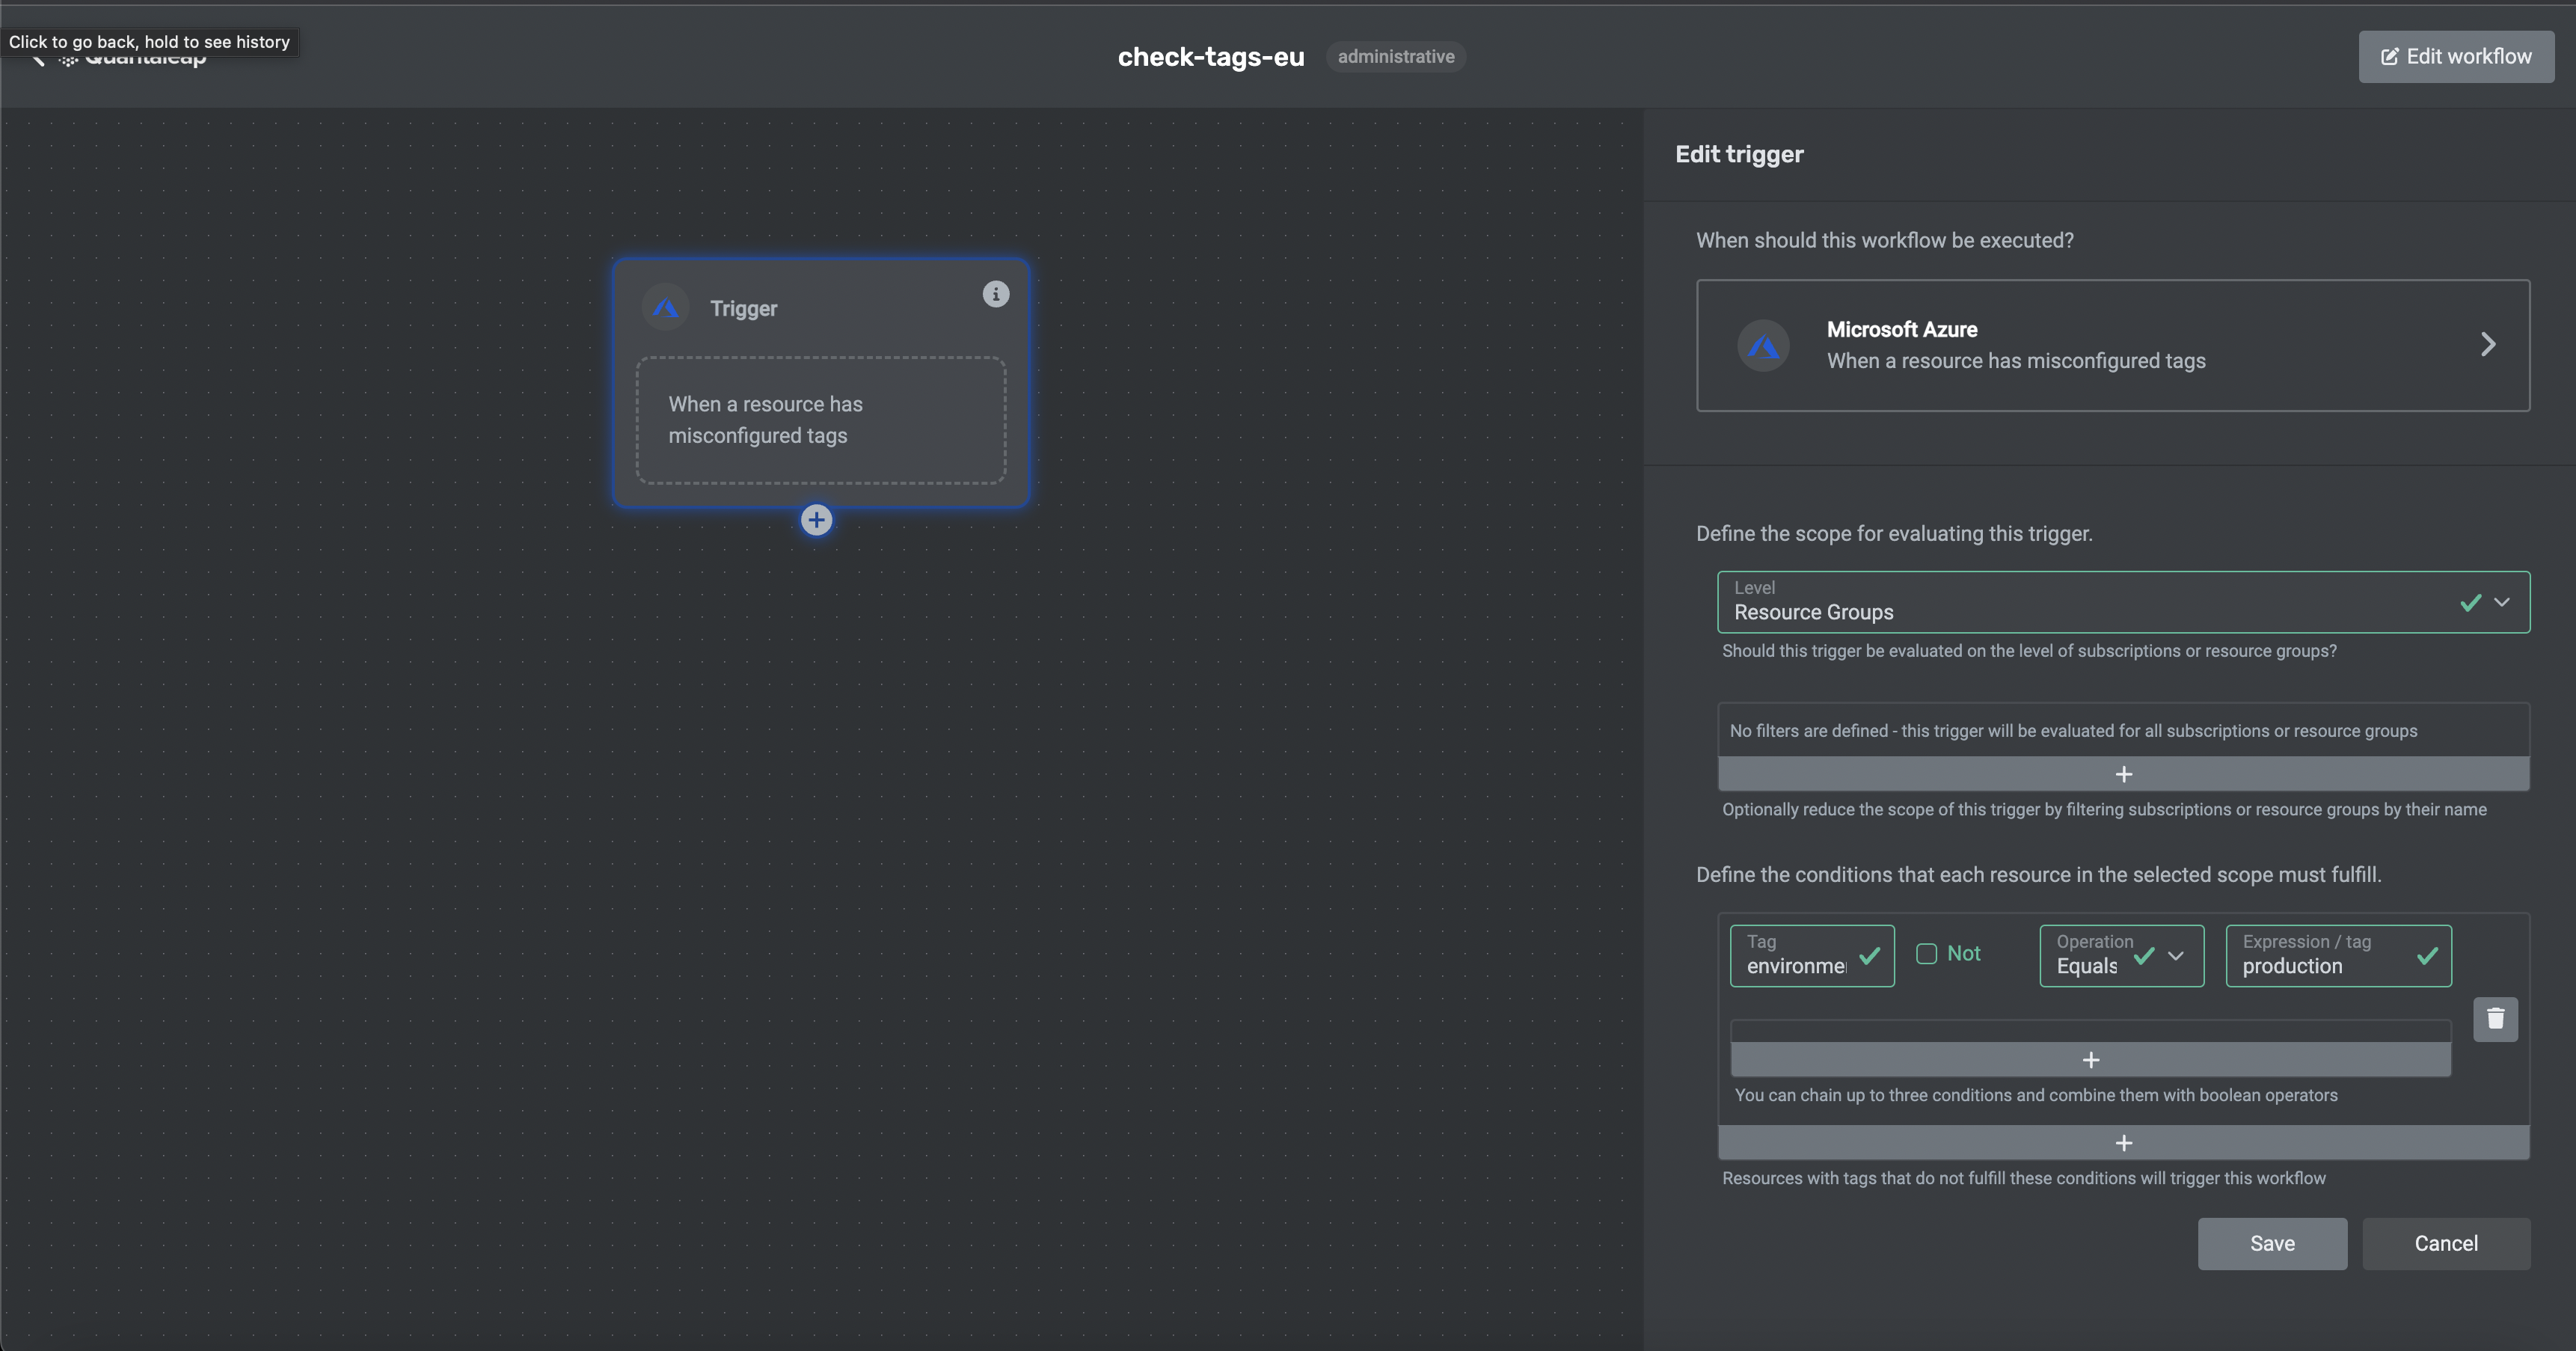 Click to go back, hold to see history
Quantaleap
check-tags-eu
administrative
Edit workflow
Trigger
When a resource has
misconfigured tags
Edit trigger
When should this workflow be executed?
Microsoft Azure
When a resource has misconfigured tags
Define the scope for evaluating this trigger.
Level
Resource Groups
Should this trigger be evaluated on the level of subscriptions or resource groups?
No filters are defined - this trigger will be evaluated for all subscriptions or resource groups
Optionally reduce the scope of this trigger by filtering subscriptions or resource groups by their name
Define the conditions that each resource in the selected scope must fulfill.
Tag
environme
Not
Operation
Equals
Expression / tag
production
You can chain up to three conditions and combine them with boolean operators
Resources with tags that do not fulfill these conditions will trigger this workflow
Save
Cancel